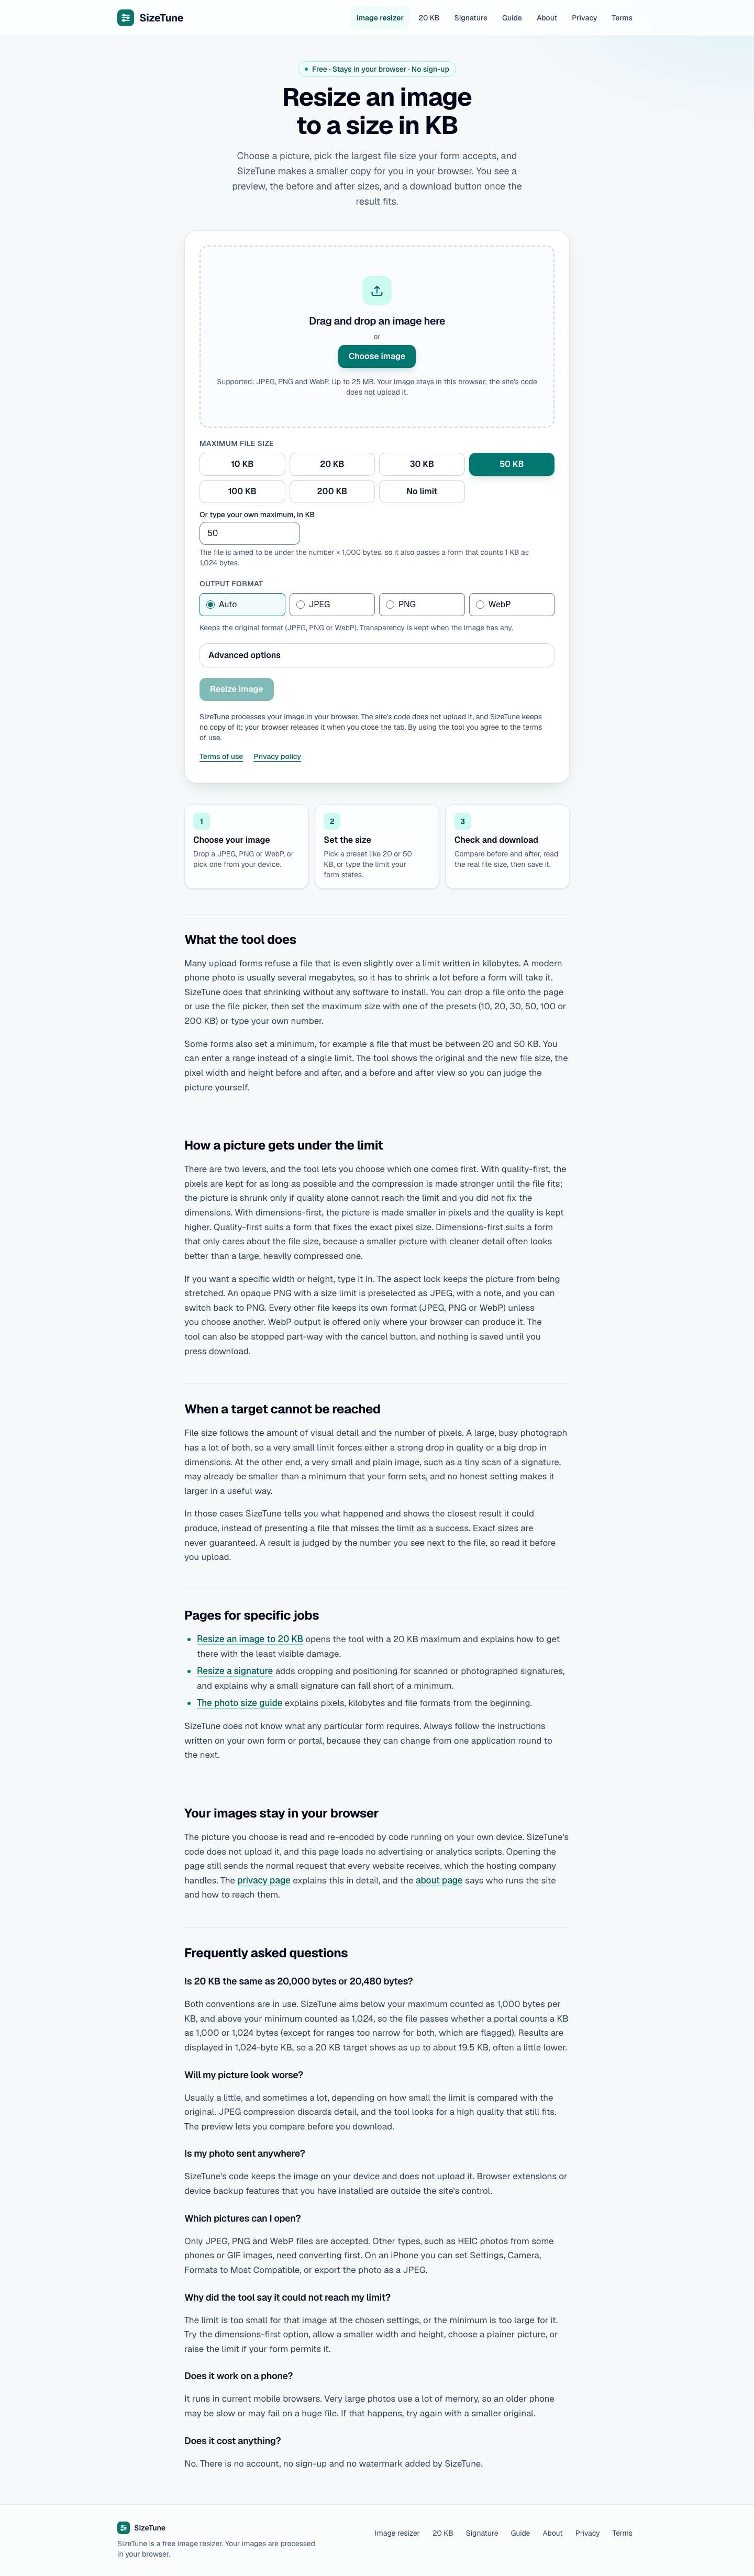 SizeTune
Image resizer 20 KB Signature Guide About Privacy Terms
Free · Stays in your browser · No sign-up
Resize an image
to a size in KB
Choose a picture, pick the largest file size your form accepts, and
SizeTune makes a smaller copy for you in your browser. You see a
preview, the before and after sizes, and a download button once the
result fits.
Drag and drop an image here
or
Choose image
Supported: JPEG, PNG and WebP. Up to 25 MB. Your image stays in this browser; the site's code
does not upload it.
MAXIMUM FILE SIZE
10 KB 20 KB 30 KB 50 KB
100 KB 200 KB No limit
Or type your own maximum, in KB
50
The file is aimed to be under the number × 1,000 bytes, so it also passes a form that counts 1 KB as
1,024 bytes.
OUTPUT FORMAT
Auto JPEG PNG WebP
Keeps the original format (JPEG, PNG or WebP). Transparency is kept when the image has any.
Advanced options
Resize image
SizeTune processes your image in your browser. The site's code does not upload it, and SizeTune keeps
no copy of it; your browser releases it when you close the tab. By using the tool you agree to the terms
of use.
Terms of use Privacy policy
1
Choose your image
Drop a JPEG, PNG or WebP, or
pick one from your device.
2
Set the size
Pick a preset like 20 or 50
KB, or type the limit your
form states.
3
Check and download
Compare before and after, read
the real file size, then save it.
What the tool does
Many upload forms refuse a file that is even slightly over a limit written in kilobytes. A modern
phone photo is usually several megabytes, so it has to shrink a lot before a form will take it.
SizeTune does that shrinking without any software to install. You can drop a file onto the page
or use the file picker, then set the maximum size with one of the presets (10, 20, 30, 50, 100 or
200 KB) or type your own number.
Some forms also set a minimum, for example a file that must be between 20 and 50 KB. You
can enter a range instead of a single limit. The tool shows the original and the new file size, the
pixel width and height before and after, and a before and after view so you can judge the
picture yourself.
How a picture gets under the limit
There are two levers, and the tool lets you choose which one comes first. With quality-first, the
pixels are kept for as long as possible and the compression is made stronger until the file fits;
the picture is shrunk only if quality alone cannot reach the limit and you did not fix the
dimensions. With dimensions-first, the picture is made smaller in pixels and the quality is kept
higher. Quality-first suits a form that fixes the exact pixel size. Dimensions-first suits a form
that only cares about the file size, because a smaller picture with cleaner detail often looks
better than a large, heavily compressed one.
If you want a specific width or height, type it in. The aspect lock keeps the picture from being
stretched. An opaque PNG with a size limit is preselected as JPEG, with a note, and you can
switch back to PNG. Every other file keeps its own format (JPEG, PNG or WebP) unless
you choose another. WebP output is offered only where your browser can produce it. The
tool can also be stopped part-way with the cancel button, and nothing is saved until you
press download.
When a target cannot be reached
File size follows the amount of visual detail and the number of pixels. A large, busy photograph
has a lot of both, so a very small limit forces either a strong drop in quality or a big drop in
dimensions. At the other end, a very small and plain image, such as a tiny scan of a signature,
may already be smaller than a minimum that your form sets, and no honest setting makes it
larger in a useful way.
In those cases SizeTune tells you what happened and shows the closest result it could
produce, instead of presenting a file that misses the limit as a success. Exact sizes are
never guaranteed. A result is judged by the number you see next to the file, so read it before
you upload.
Pages for specific jobs
• Resize an image to 20 KB opens the tool with a 20 KB maximum and explains how to get
there with the least visible damage.
• Resize a signature adds cropping and positioning for scanned or photographed signatures,
and explains why a small signature can fall short of a minimum.
• The photo size guide explains pixels, kilobytes and file formats from the beginning.
SizeTune does not know what any particular form requires. Always follow the instructions
written on your own form or portal, because they can change from one application round to
the next.
Your images stay in your browser
The picture you choose is read and re-encoded by code running on your own device. SizeTune's
code does not upload it, and this page loads no advertising or analytics scripts. Opening the
page still sends the normal request that every website receives, which the hosting company
handles. The privacy page explains this in detail, and the about page says who runs the site
and how to reach them.
Frequently asked questions
Is 20 KB the same as 20,000 bytes or 20,480 bytes?
Both conventions are in use. SizeTune aims below your maximum counted as 1,000 bytes per
KB, and above your minimum counted as 1,024, so the file passes whether a portal counts a KB
as 1,000 or 1,024 bytes (except for ranges too narrow for both, which are flagged). Results are
displayed in 1,024-byte KB, so a 20 KB target shows as up to about 19.5 KB, often a little lower.
Will my picture look worse?
Usually a little, and sometimes a lot, depending on how small the limit is compared with the
original. JPEG compression discards detail, and the tool looks for a high quality that still fits.
The preview lets you compare before you download.
Is my photo sent anywhere?
SizeTune's code keeps the image on your device and does not upload it. Browser extensions or
device backup features that you have installed are outside the site's control.
Which pictures can I open?
Only JPEG, PNG and WebP files are accepted. Other types, such as HEIC photos from some
phones or GIF images, need converting first. On an iPhone you can set Settings, Camera,
Formats to Most Compatible, or export the photo as a JPEG.
Why did the tool say it could not reach my limit?
The limit is too small for that image at the chosen settings, or the minimum is too large for it.
Try the dimensions-first option, allow a smaller width and height, choose a plainer picture, or
raise the limit if your form permits it.
Does it work on a phone?
It runs in current mobile browsers. Very large photos use a lot of memory, so an older phone
may be slow or may fail on a huge file. If that happens, try again with a smaller original.
Does it cost anything?
No. There is no account, no sign-up and no watermark added by SizeTune.
SizeTune
SizeTune is a free image resizer. Your images are processed
in your browser.
Image resizer 20 KB Signature Guide About Privacy Terms